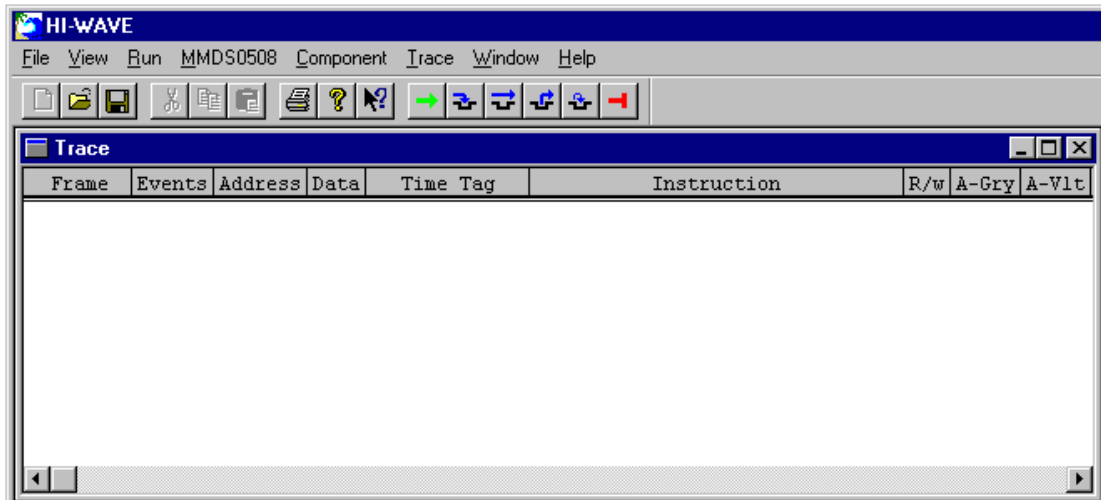 HI-WAVE
File View Run MMDS0508 Component Trace Window Help
Trace
Frame Events Address Data Time Tag Instruction R/w A-Gry A-Vlt